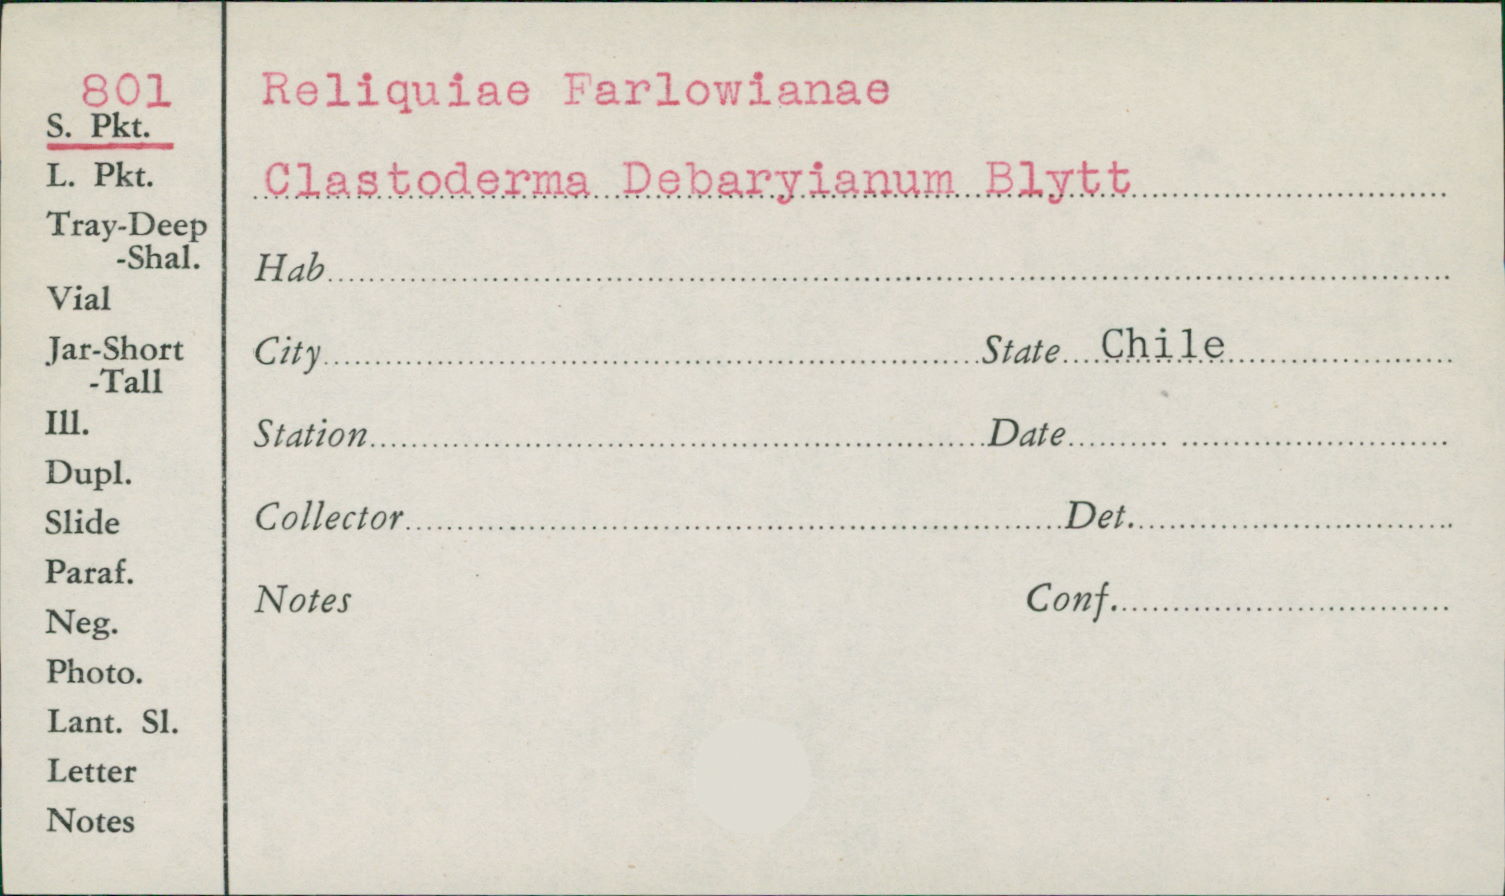 801
S. Pkt.
L. Pkt.
Tray-Deep
-Shal.
Vial
Jar-Short
-Tall
Ill.
Dupl.
Slide
Paraf.
Neg.
Photo.
Lant. Sl.
Letter
Notes
Reliquiae Farlowianae
Clastoderma Debaryianum Blytt
Hab
City State Chile
Station Date
Collector Det.
Notes Conf.